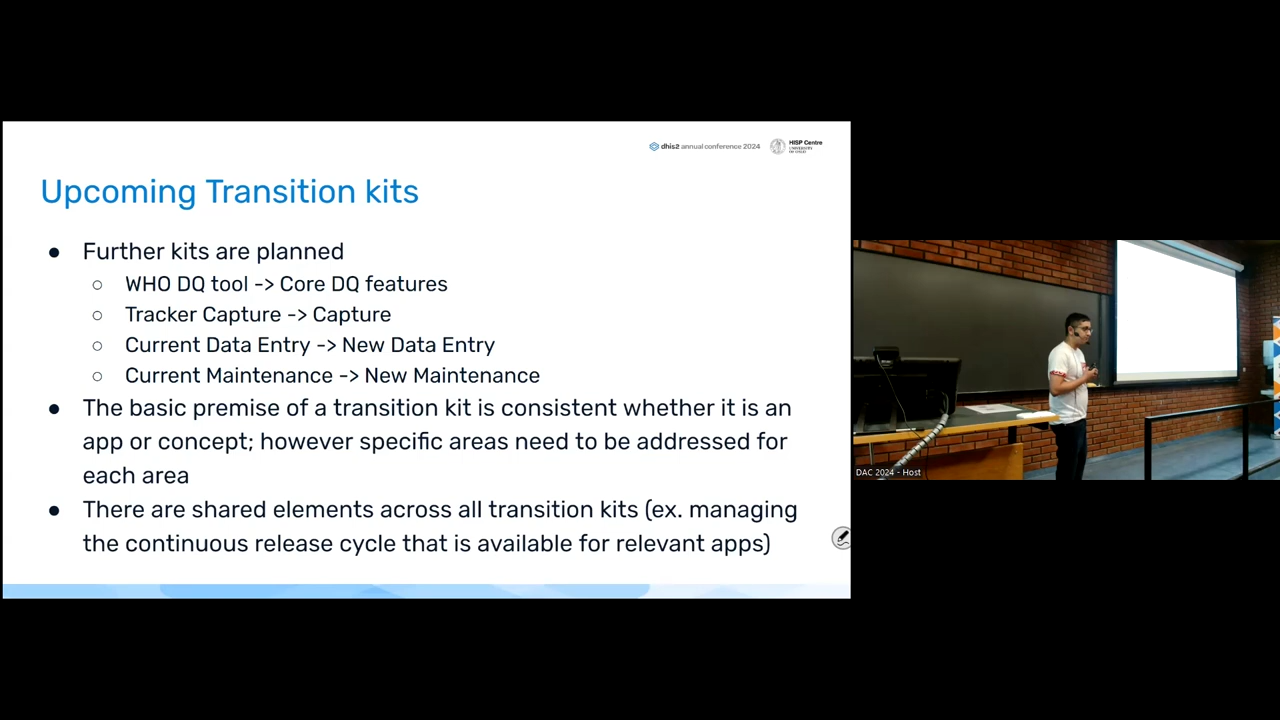 dhis2 annual conference 2024
HISP Centre
UNIVERSITY
OF OSLO
Upcoming Transition kits
● Further kits are planned
○ WHO DQ tool -> Core DQ features
○ Tracker Capture -> Capture
○ Current Data Entry -> New Data Entry
○ Current Maintenance -> New Maintenance
● The basic premise of a transition kit is consistent whether it is an
app or concept; however specific areas need to be addressed for
each area
● There are shared elements across all transition kits (ex. managing
the continuous release cycle that is available for relevant apps)
DAC 2024 - Host